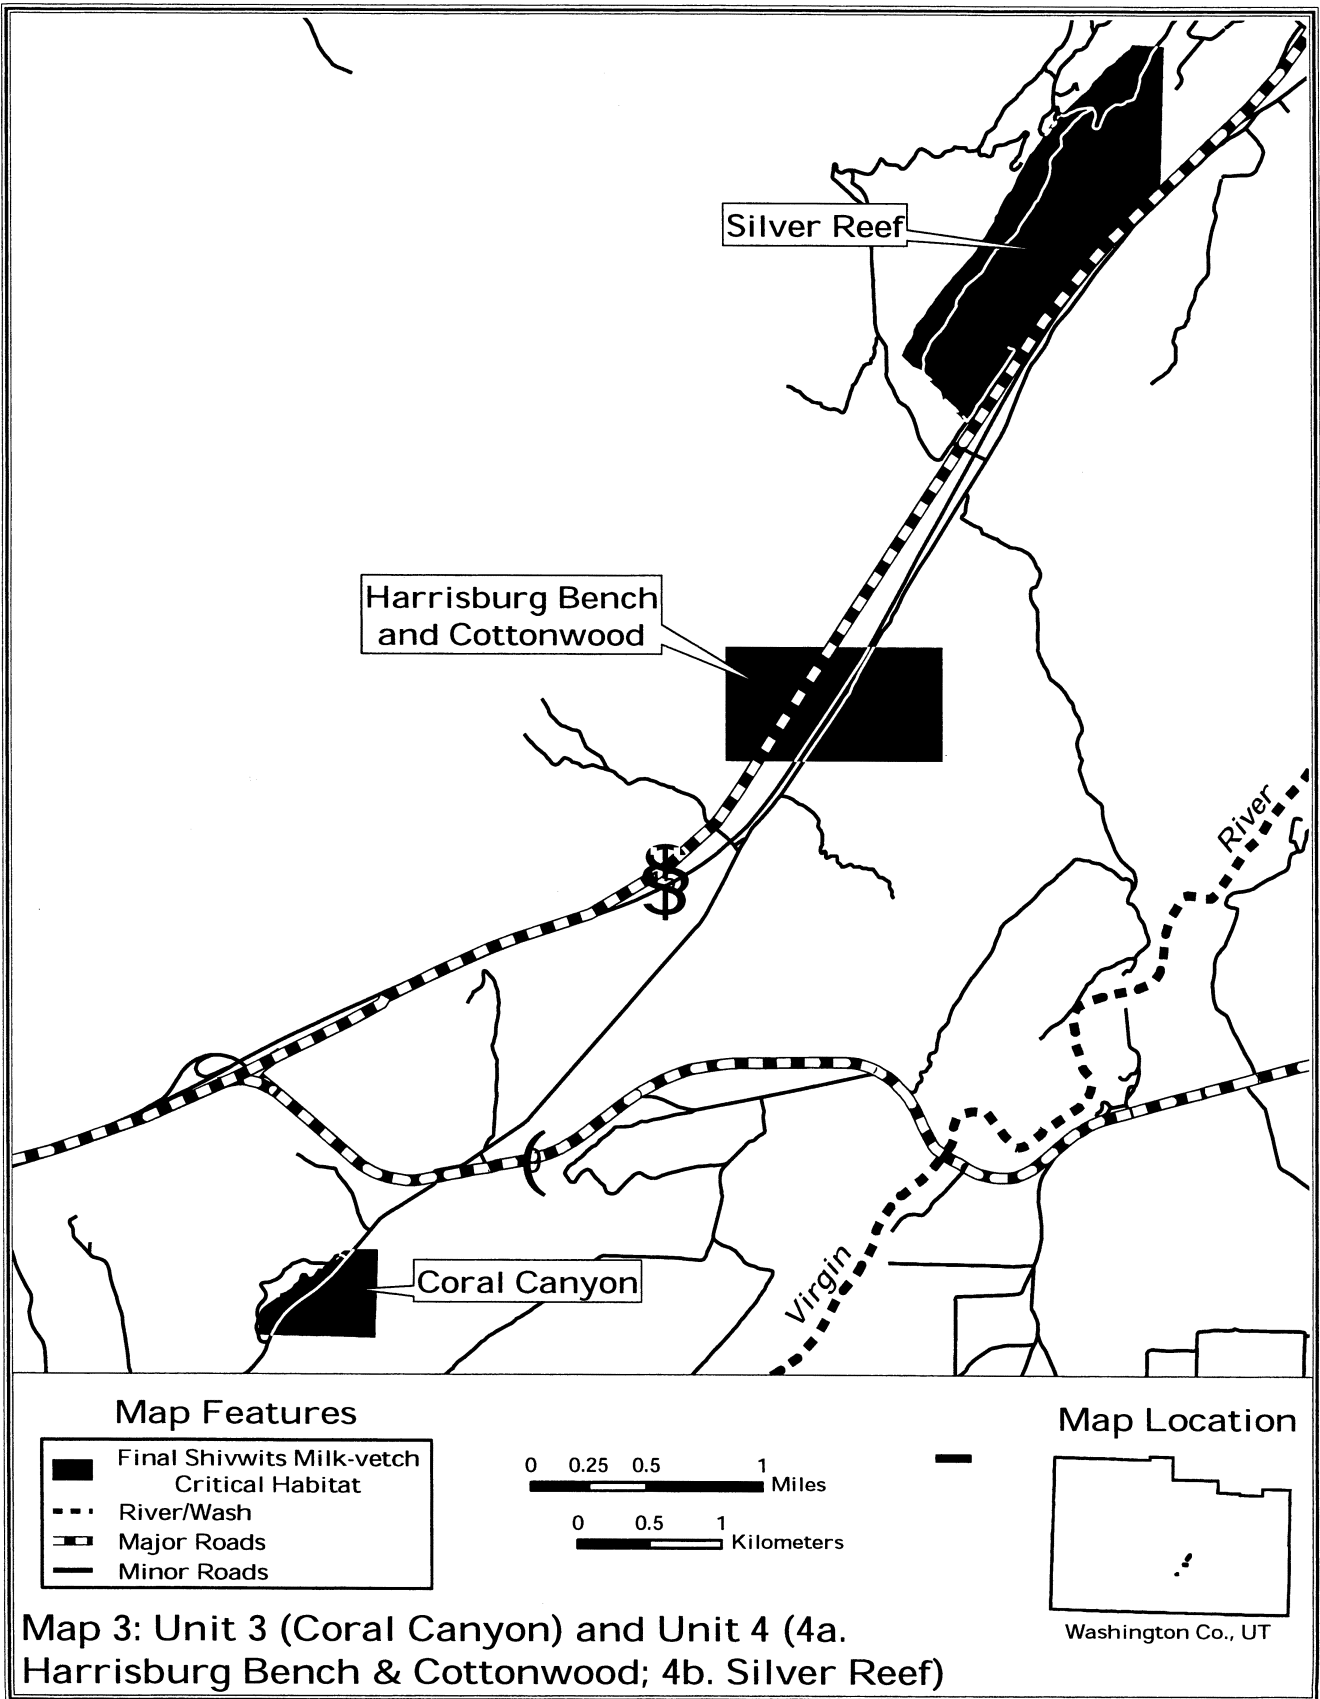 Silver Reef
Harrisburg Bench
and Cottonwood
River
Coral Canyon
Virgin
Map Features
Final Shivwits Milk-vetch
Critical Habitat
River/Wash
Major Roads
Minor Roads
0 0.25 0.5 1
Miles
0 0.5 1
Kilometers
Map Location
Washington Co., UT
Map 3: Unit 3 (Coral Canyon) and Unit 4 (4a.
Harrisburg Bench & Cottonwood; 4b. Silver Reef)